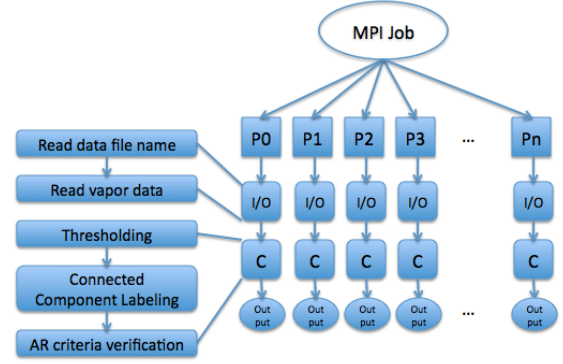 MPI Job
P0 P1 P2 P3 ... Pn
Read data file name
Read vapor data
I/O I/O I/O I/O I/O
Thresholding
C C C C C
Connected
Component Labeling
Out Out Out Out ... Out
put put put put put
AR criteria verification